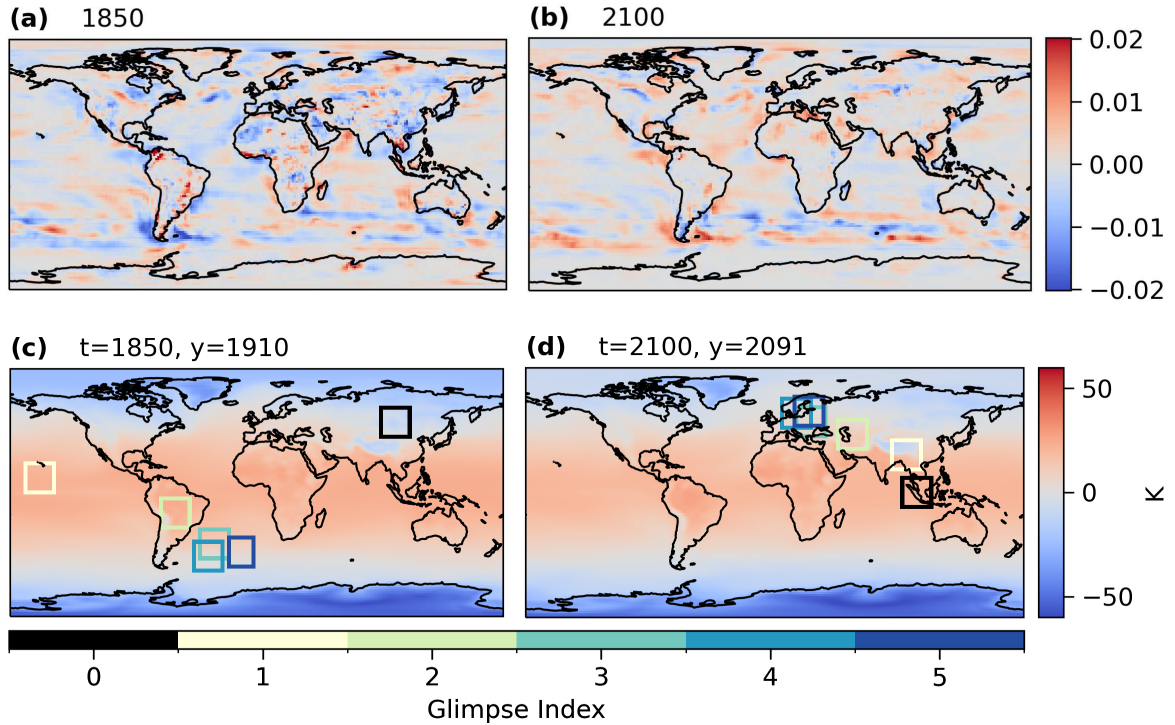 (a) 1850
(b) 2100
0.02
0.01
0.00
−0.01
−0.02
(c) t=1850, y=1910
(d) t=2100, y=2091
50
0
−50
K
0 1 2 3 4 5
Glimpse Index